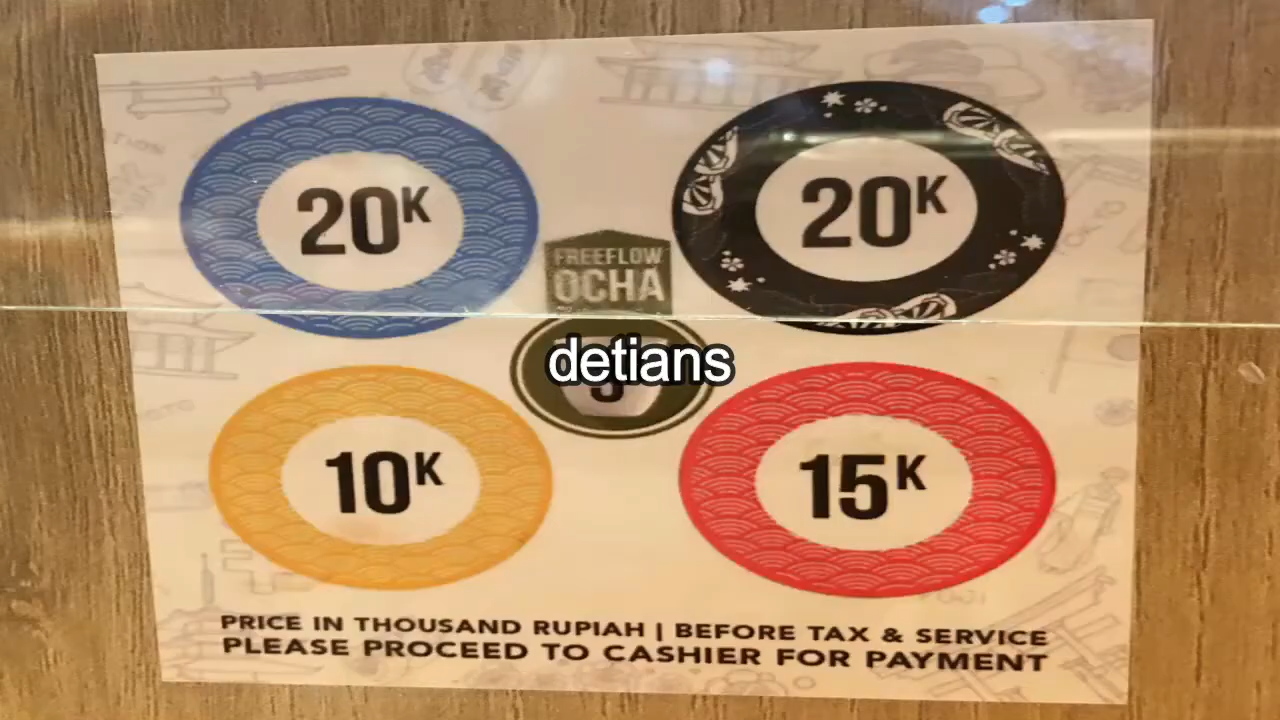 20K
20K
FREEFLOW
OCHA
detians
10K
15K
PRICE IN THOUSAND RUPIAH | BEFORE TAX & SERVICE
PLEASE PROCEED TO CASHIER FOR PAYMENT